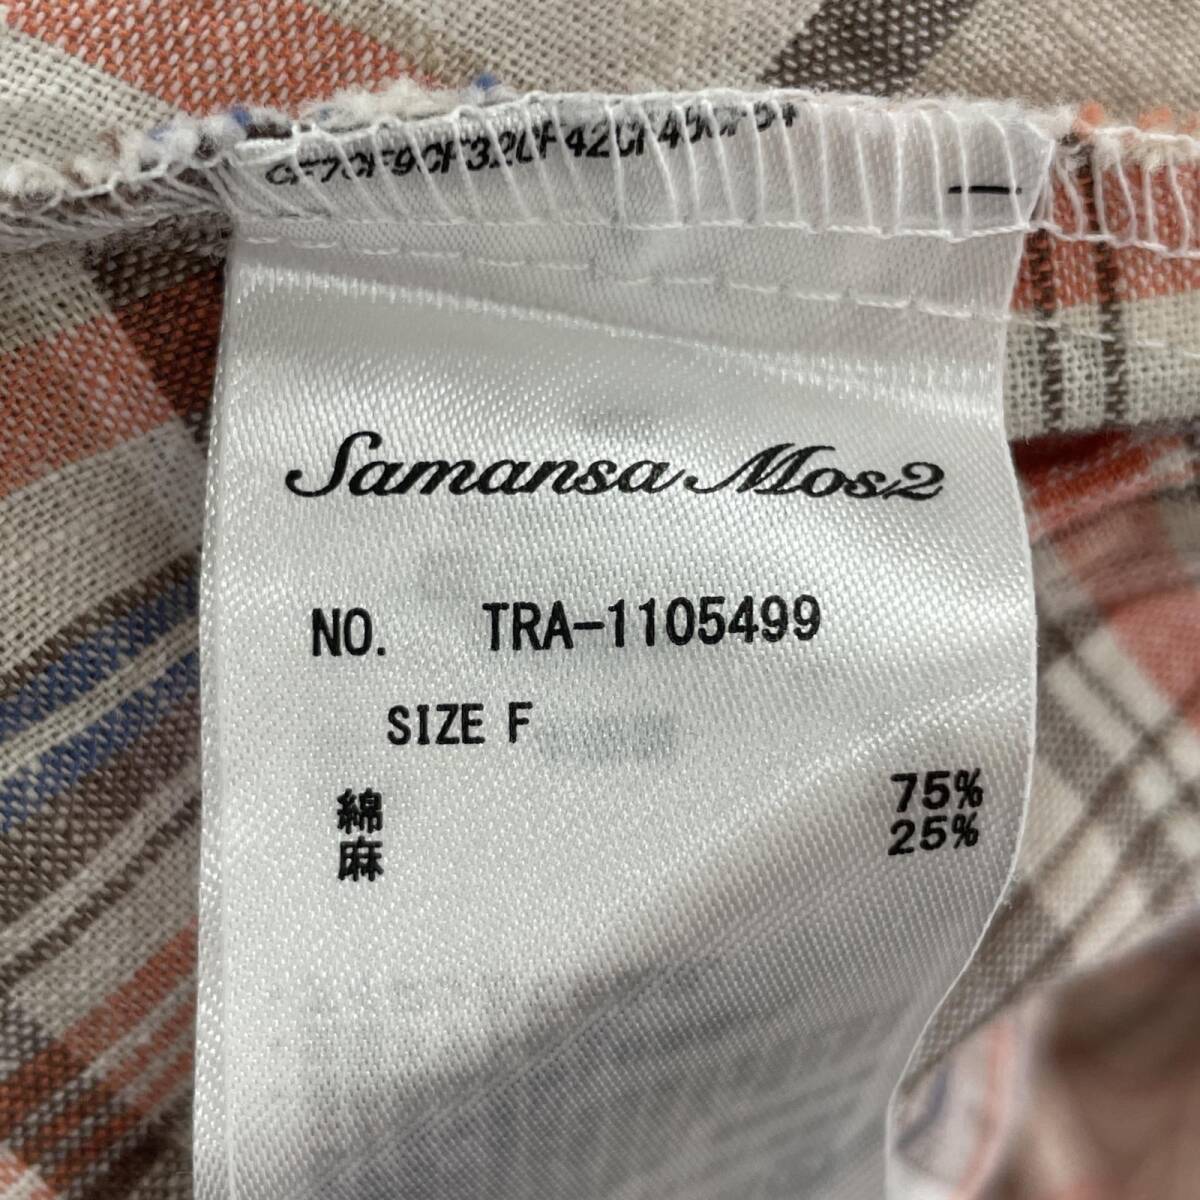 Samansa Mos2
NO. TRA-1105499
SIZE F
綿 75%
麻 25%